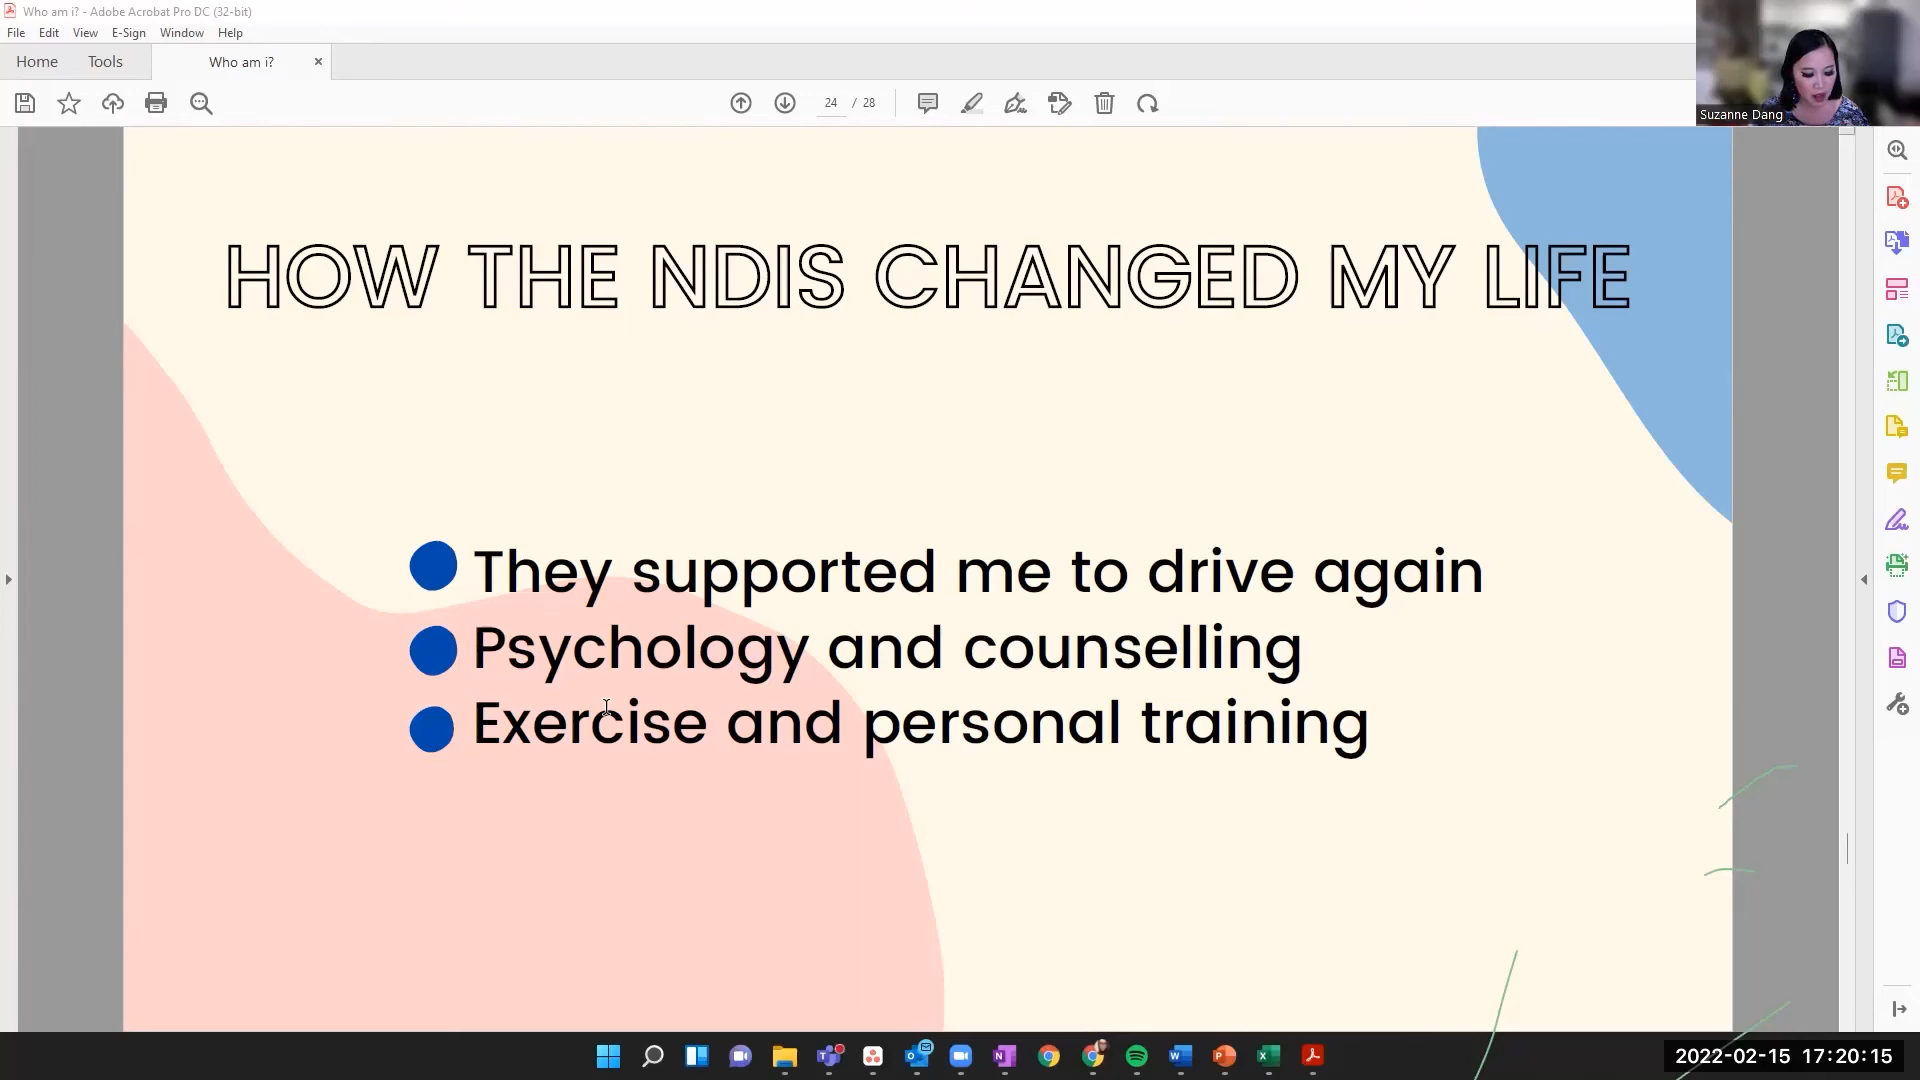 Who am i? - Adobe Acrobat Pro DC (32-bit)
File Edit View E-Sign Window Help
Home Tools Who am i? ×
24 / 28
Suzanne Dang
HOW THE NDIS CHANGED MY LIFE
They supported me to drive again
Psychology and counselling
Exercise and personal training
2022-02-15 17:20:15